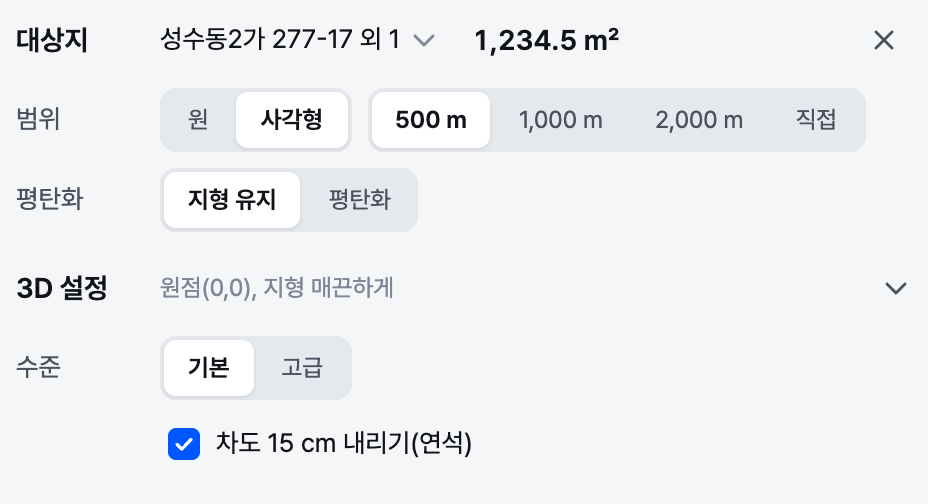 대상지 성수동2가 277-17 외 1 1,234.5 m²
범위 원 사각형 500 m 1,000 m 2,000 m 직접
평탄화 지형 유지 평탄화
3D 설정 원점(0,0), 지형 매끈하게
수준 기본 고급
차도 15 cm 내리기(연석)